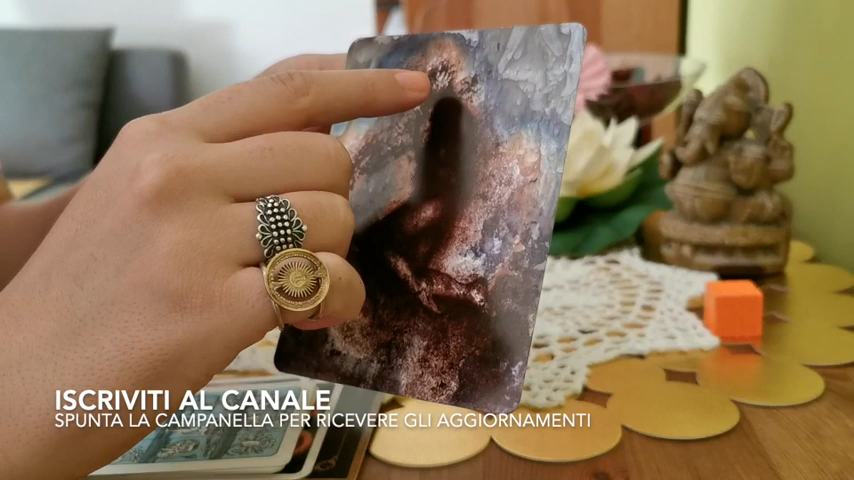 ISCRIVITI AL CANALE
SPUNTA LA CAMPANELLA PER RICEVERE GLI AGGIORNAMENTI